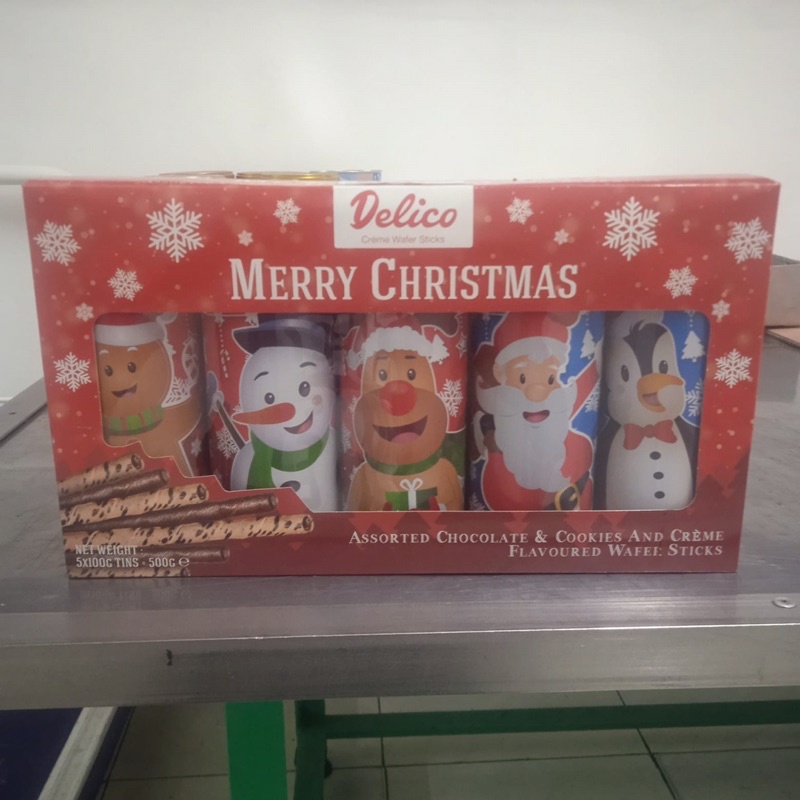 Delico
Crème Wafer Sticks
MERRY CHRISTMAS
ASSORTED CHOCOLATE & COOKIES AND CRÈME
FLAVOURED WAFER STICKS
NET WEIGHT:
5X100G TINS - 500G ℮